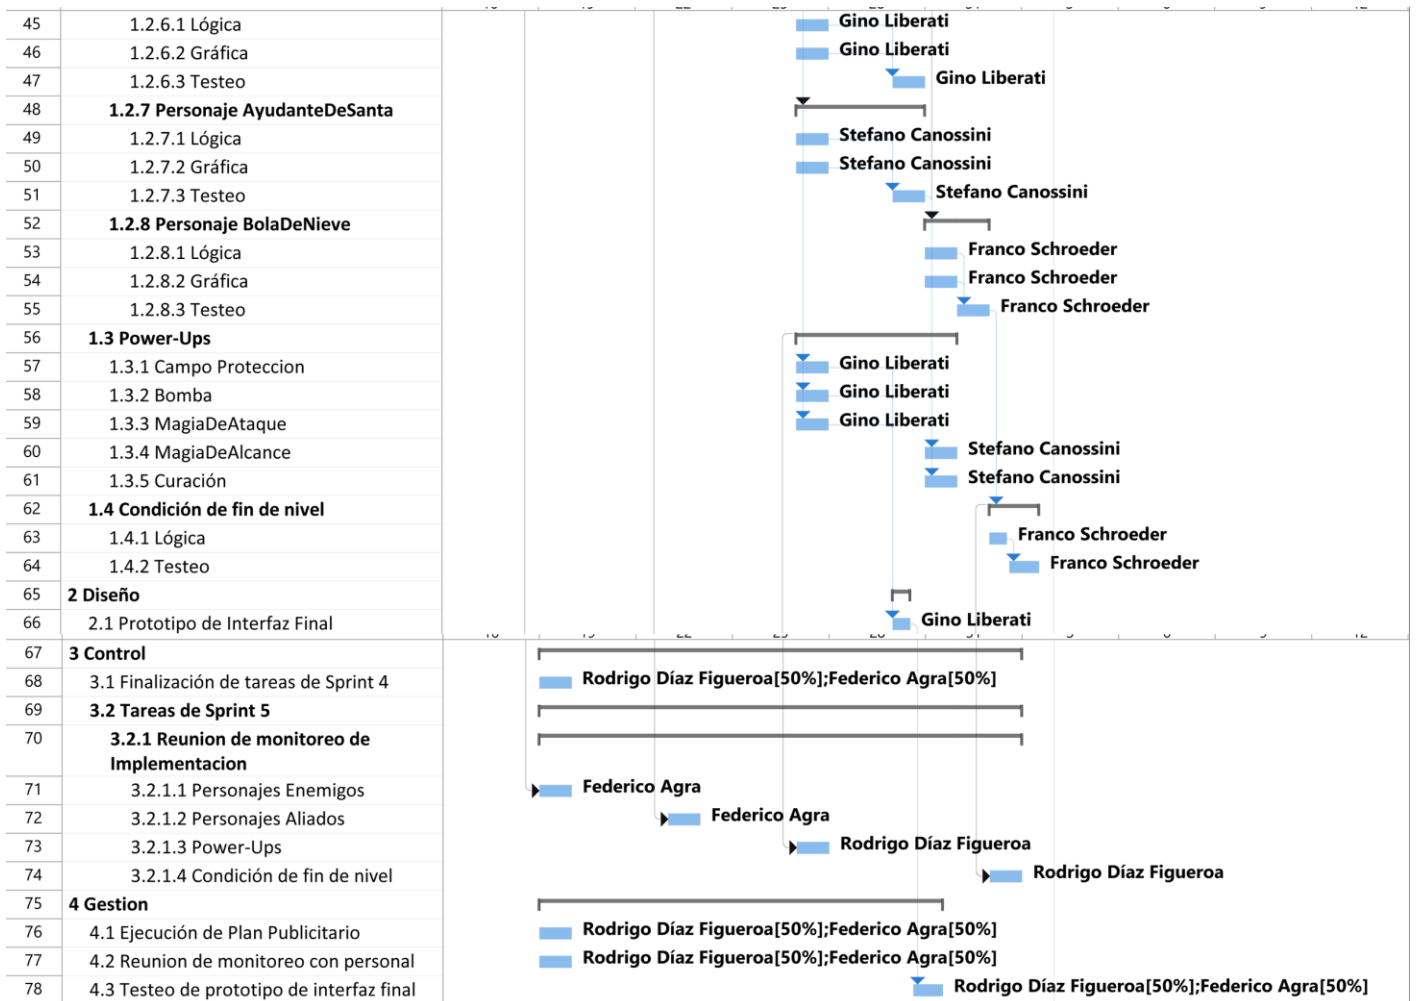 45 1.2.6.1 Lógica Gino Liberati
46 1.2.6.2 Gráfica Gino Liberati
47 1.2.6.3 Testeo Gino Liberati
48 1.2.7 Personaje AyudanteDeSanta
49 1.2.7.1 Lógica Stefano Canossini
50 1.2.7.2 Gráfica Stefano Canossini
51 1.2.7.3 Testeo Stefano Canossini
52 1.2.8 Personaje BolaDeNieve
53 1.2.8.1 Lógica Franco Schroeder
54 1.2.8.2 Gráfica Franco Schroeder
55 1.2.8.3 Testeo Franco Schroeder
56 1.3 Power-Ups
57 1.3.1 Campo Proteccion Gino Liberati
58 1.3.2 Bomba Gino Liberati
59 1.3.3 MagiaDeAtaque Gino Liberati
60 1.3.4 MagiaDeAlcance Stefano Canossini
61 1.3.5 Curación Stefano Canossini
62 1.4 Condición de fin de nivel
63 1.4.1 Lógica Franco Schroeder
64 1.4.2 Testeo Franco Schroeder
65 2 Diseño
66 2.1 Prototipo de Interfaz Final Gino Liberati
67 3 Control
68 3.1 Finalización de tareas de Sprint 4 Rodrigo Díaz Figueroa[50%];Federico Agra[50%]
69 3.2 Tareas de Sprint 5
70 3.2.1 Reunion de monitoreo de
Implementacion
71 3.2.1.1 Personajes Enemigos Federico Agra
72 3.2.1.2 Personajes Aliados Federico Agra
73 3.2.1.3 Power-Ups Rodrigo Díaz Figueroa
74 3.2.1.4 Condición de fin de nivel Rodrigo Díaz Figueroa
75 4 Gestion
76 4.1 Ejecución de Plan Publicitario Rodrigo Díaz Figueroa[50%];Federico Agra[50%]
77 4.2 Reunion de monitoreo con personal Rodrigo Díaz Figueroa[50%];Federico Agra[50%]
78 4.3 Testeo de prototipo de interfaz final Rodrigo Díaz Figueroa[50%];Federico Agra[50%]